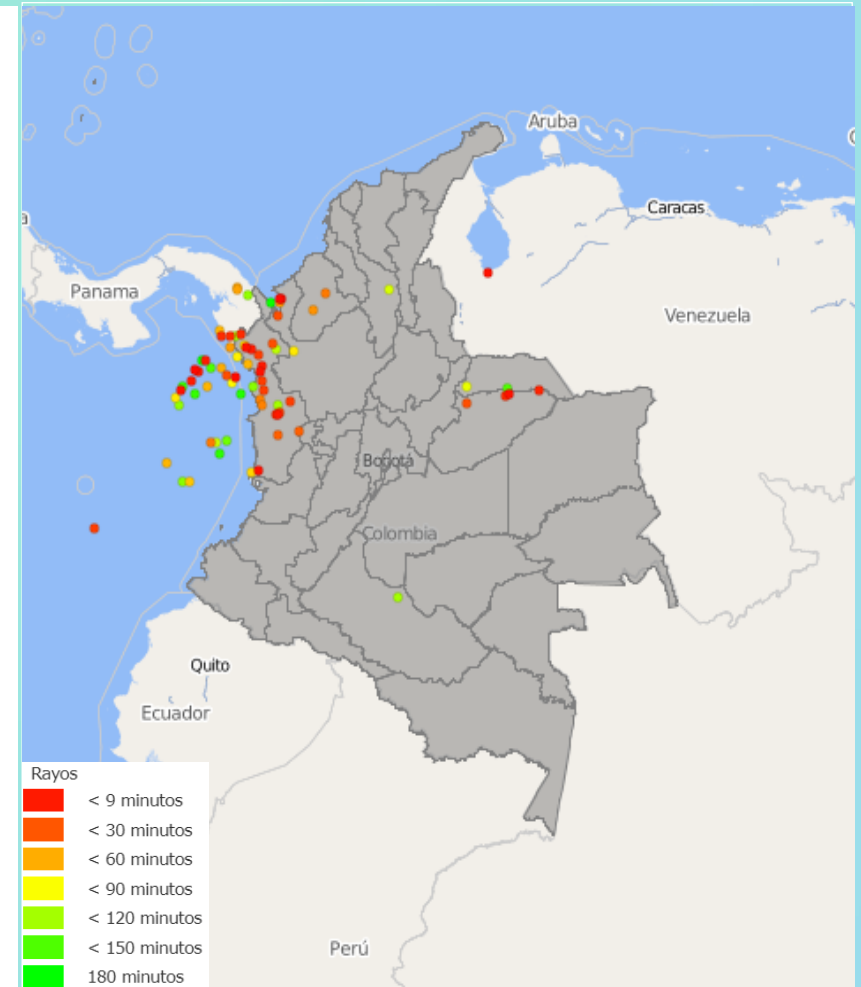 Aruba
Caracas
Panama
Venezuela
Bogotá
Colombia
Quito
Ecuador
Perú
Rayos
< 9 minutos
< 30 minutos
< 60 minutos
< 90 minutos
< 120 minutos
< 150 minutos
180 minutos